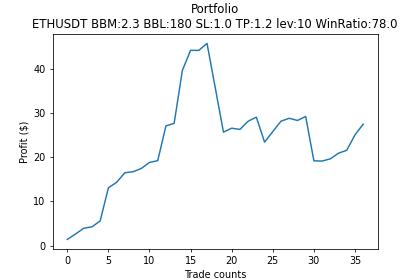 Portfolio
ETHUSDT BBM:2.3 BBL:180 SL:1.0 TP:1.2 lev:10 WinRatio:78.0
40
30
20
10
0
Profit ($)
0 5 10 15 20 25 30 35
Trade counts